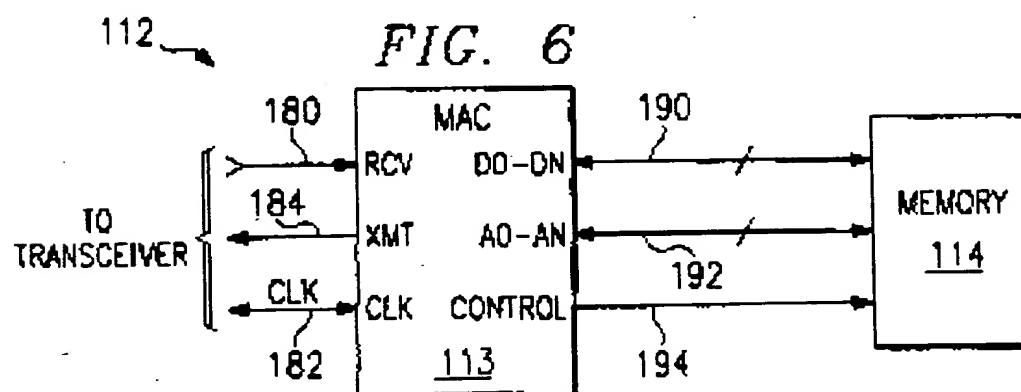 112
FIG. 6
180
MAC
190
RCV
D0-DN
TO
TRANSCEIVER
184
XMT
A0-AN
192
MEMORY
114
CLK
CLK
CONTROL
182
113
194